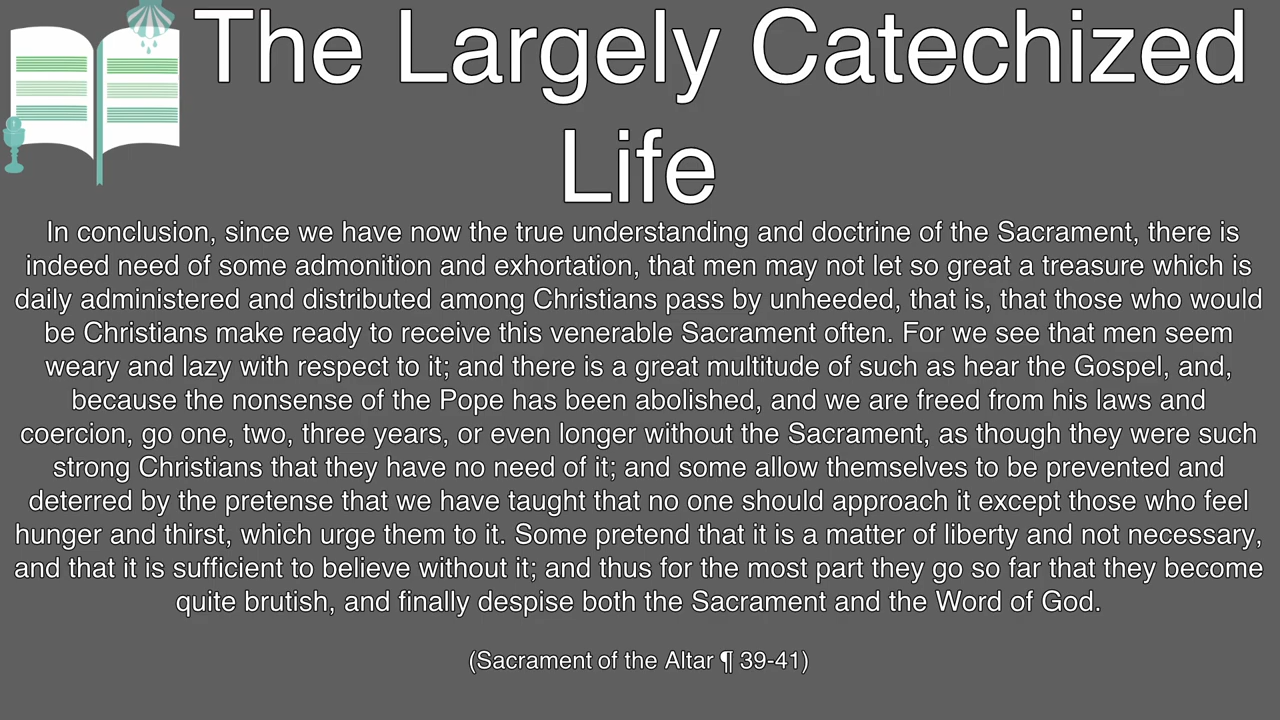 The Largely Catechized
Life
In conclusion, since we have now the true understanding and doctrine of the Sacrament, there is
indeed need of some admonition and exhortation, that men may not let so great a treasure which is
daily administered and distributed among Christians pass by unheeded, that is, that those who would
be Christians make ready to receive this venerable Sacrament often. For we see that men seem
weary and lazy with respect to it; and there is a great multitude of such as hear the Gospel, and,
because the nonsense of the Pope has been abolished, and we are freed from his laws and
coercion, go one, two, three years, or even longer without the Sacrament, as though they were such
strong Christians that they have no need of it; and some allow themselves to be prevented and
deterred by the pretense that we have taught that no one should approach it except those who feel
hunger and thirst, which urge them to it. Some pretend that it is a matter of liberty and not necessary,
and that it is sufficient to believe without it; and thus for the most part they go so far that they become
quite brutish, and finally despise both the Sacrament and the Word of God.
(Sacrament of the Altar ¶ 39-41)